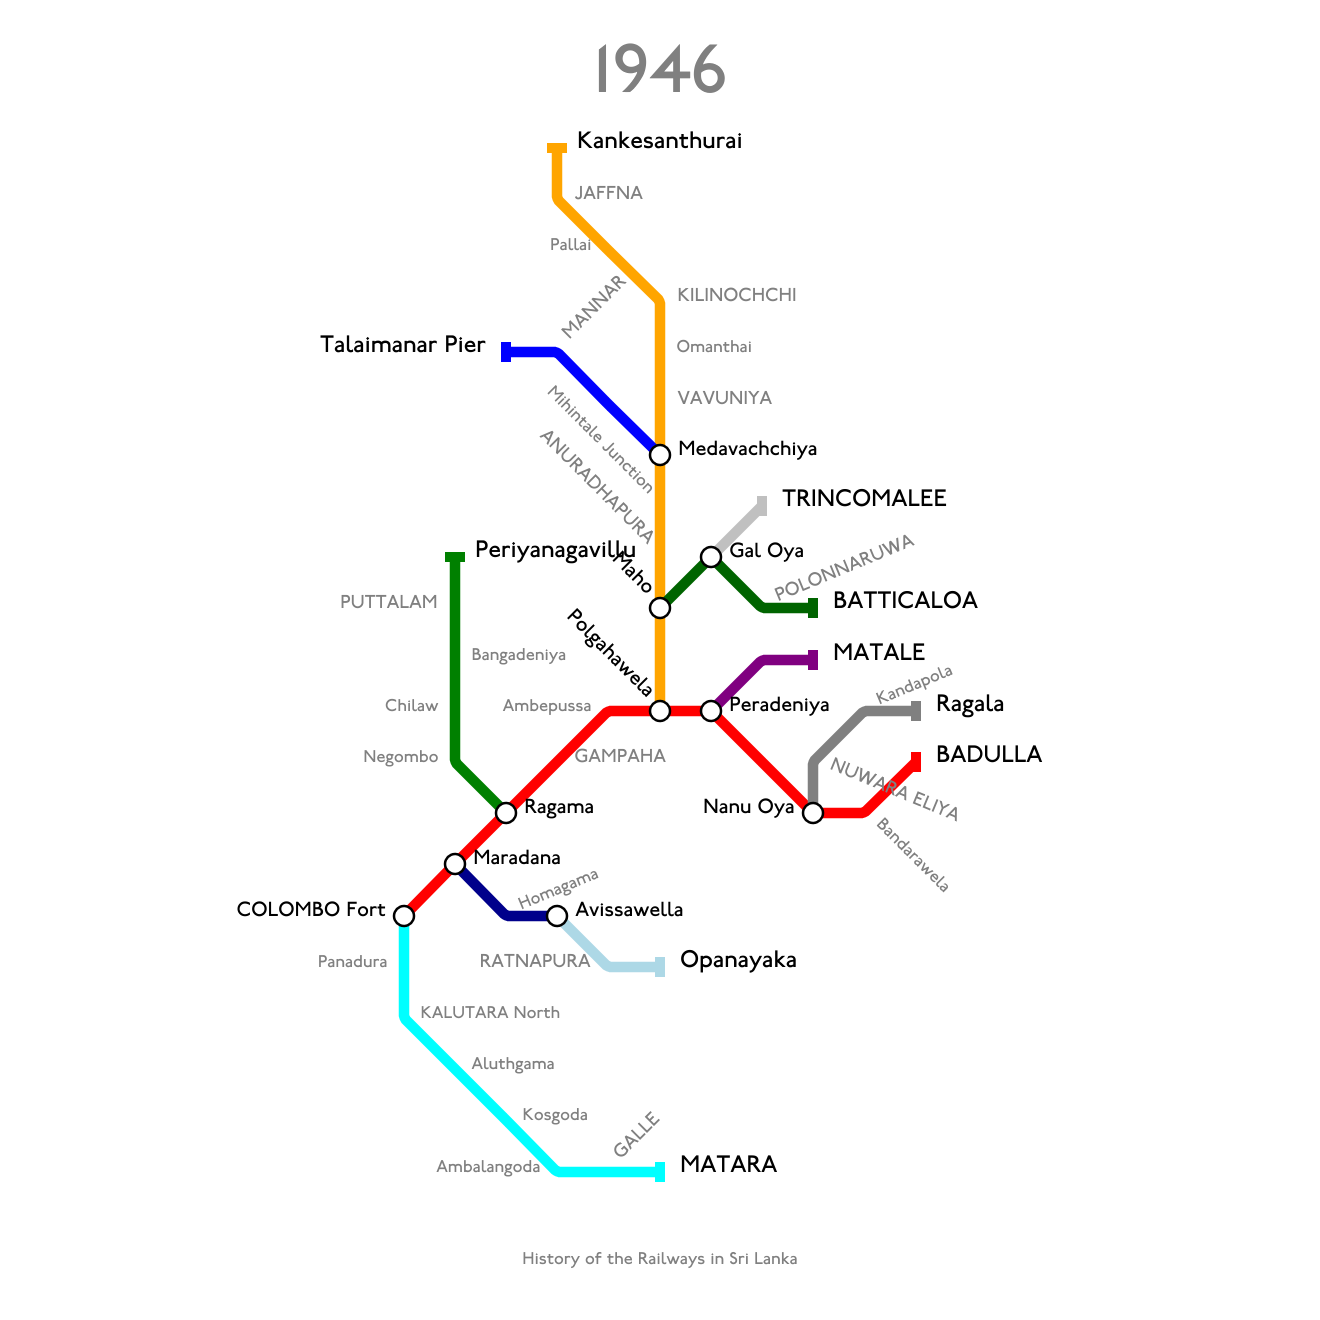 1946
Kankesanthurai
JAFFNA
Pallai
MANNAR
KILINOCHCHI
Talaimanar Pier
Omanthai
VAVUNIYA
Mihintale Junction
Medavachchiya
ANURADHAPURA
TRINCOMALEE
Periyanagavillu
Maho
Gal Oya
POLONNARUWA
PUTTALAM
BATTICALOA
Polgahawela
Bangadeniya
MATALE
Kandapola
Chilaw
Ambepussa
Peradeniya
Ragala
Negombo
GAMPAHA
NUWARA ELIYA
BADULLA
Ragama
Nanu Oya
Bandarawela
Maradana
Homagama
COLOMBO Fort
Avissawella
Panadura
RATNAPURA
Opanayaka
KALUTARA North
Aluthgama
Kosgoda
GALLE
Ambalangoda
MATARA
History of the Railways in Sri Lanka